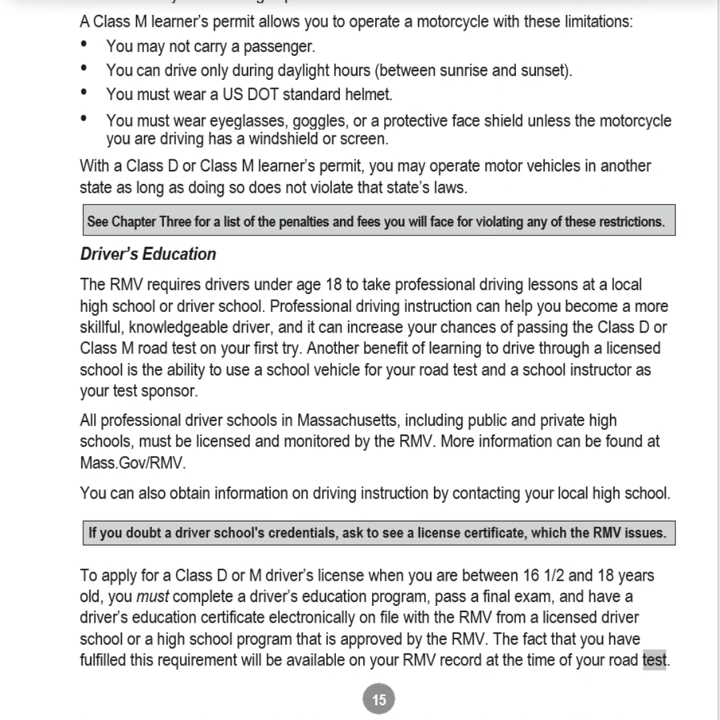 A Class M learner's permit allows you to operate a motorcycle with these limitations:
• You may not carry a passenger.
• You can drive only during daylight hours (between sunrise and sunset).
• You must wear a US DOT standard helmet.
• You must wear eyeglasses, goggles, or a protective face shield unless the motorcycle
you are driving has a windshield or screen.
With a Class D or Class M learner's permit, you may operate motor vehicles in another
state as long as doing so does not violate that state's laws.
See Chapter Three for a list of the penalties and fees you will face for violating any of these restrictions.
Driver's Education
The RMV requires drivers under age 18 to take professional driving lessons at a local
high school or driver school. Professional driving instruction can help you become a more
skillful, knowledgeable driver, and it can increase your chances of passing the Class D or
Class M road test on your first try. Another benefit of learning to drive through a licensed
school is the ability to use a school vehicle for your road test and a school instructor as
your test sponsor.
All professional driver schools in Massachusetts, including public and private high
schools, must be licensed and monitored by the RMV. More information can be found at
Mass.Gov/RMV.
You can also obtain information on driving instruction by contacting your local high school.
If you doubt a driver school's credentials, ask to see a license certificate, which the RMV issues.
To apply for a Class D or M driver's license when you are between 16 1/2 and 18 years
old, you must complete a driver's education program, pass a final exam, and have a
driver's education certificate electronically on file with the RMV from a licensed driver
school or a high school program that is approved by the RMV. The fact that you have
fulfilled this requirement will be available on your RMV record at the time of your road test.
15